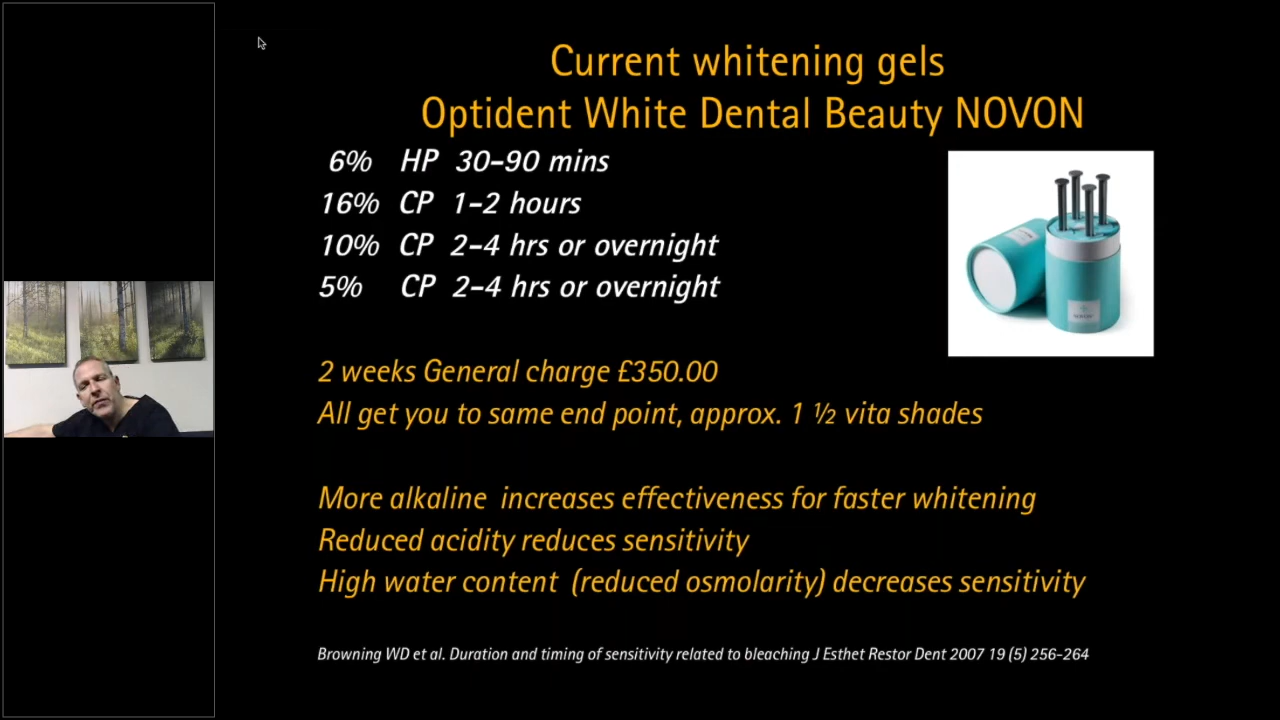 Current whitening gels
Optident White Dental Beauty NOVON
6% HP 30-90 mins
16% CP 1-2 hours
10% CP 2-4 hrs or overnight
5% CP 2-4 hrs or overnight
NOVON
2 weeks General charge £350.00
All get you to same end point, approx. 1 ½ vita shades
More alkaline increases effectiveness for faster whitening
Reduced acidity reduces sensitivity
High water content (reduced osmolarity) decreases sensitivity
Browning WD et al. Duration and timing of sensitivity related to bleaching J Esthet Restor Dent 2007 19 (5) 256-264